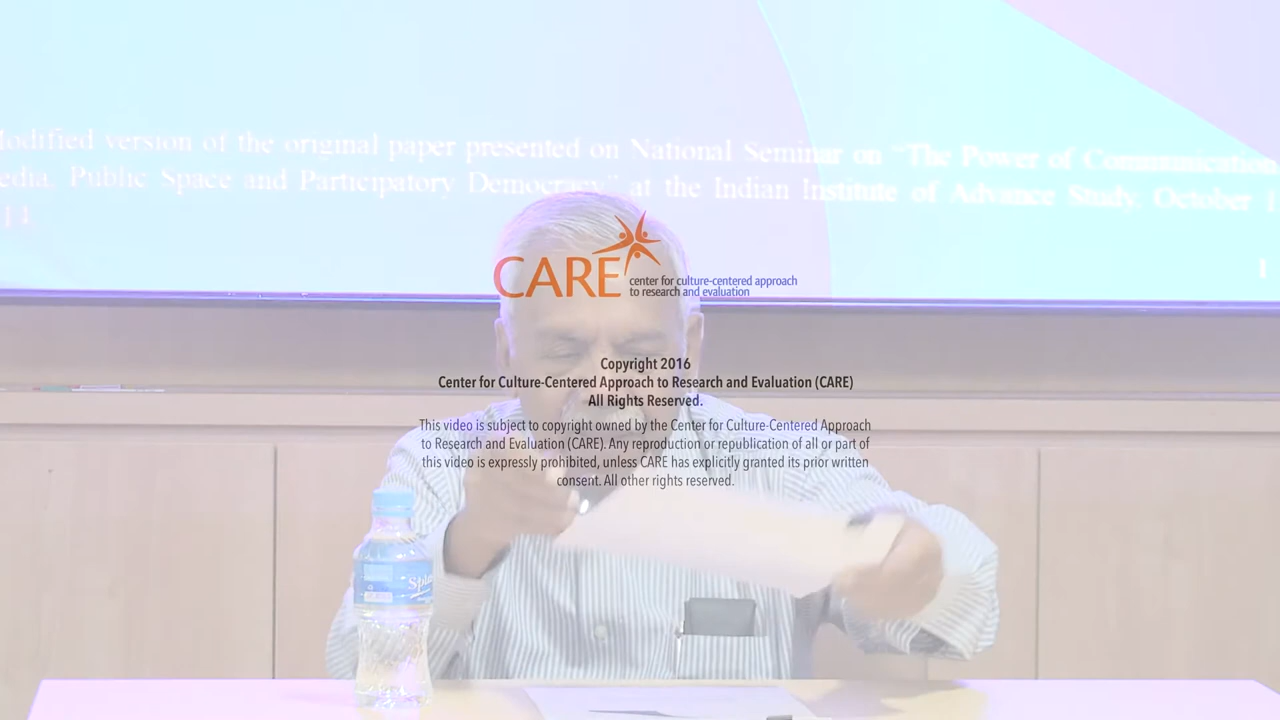 Modified version of the original paper presented on National Seminar on "The Power of Communication
edia, Public Space and Participatory Democracy" at the Indian Institute of Advance Study. October 1
14
1
CARE center for culture-centered approach
to research and evaluation
Copyright 2016
Center for Culture-Centered Approach to Research and Evaluation (CARE)
All Rights Reserved.
This video is subject to copyright owned by the Center for Culture-Centered Approach
to Research and Evaluation (CARE). Any reproduction or republication of all or part of
this video is expressly prohibited, unless CARE has explicitly granted its prior written
consent. All other rights reserved.